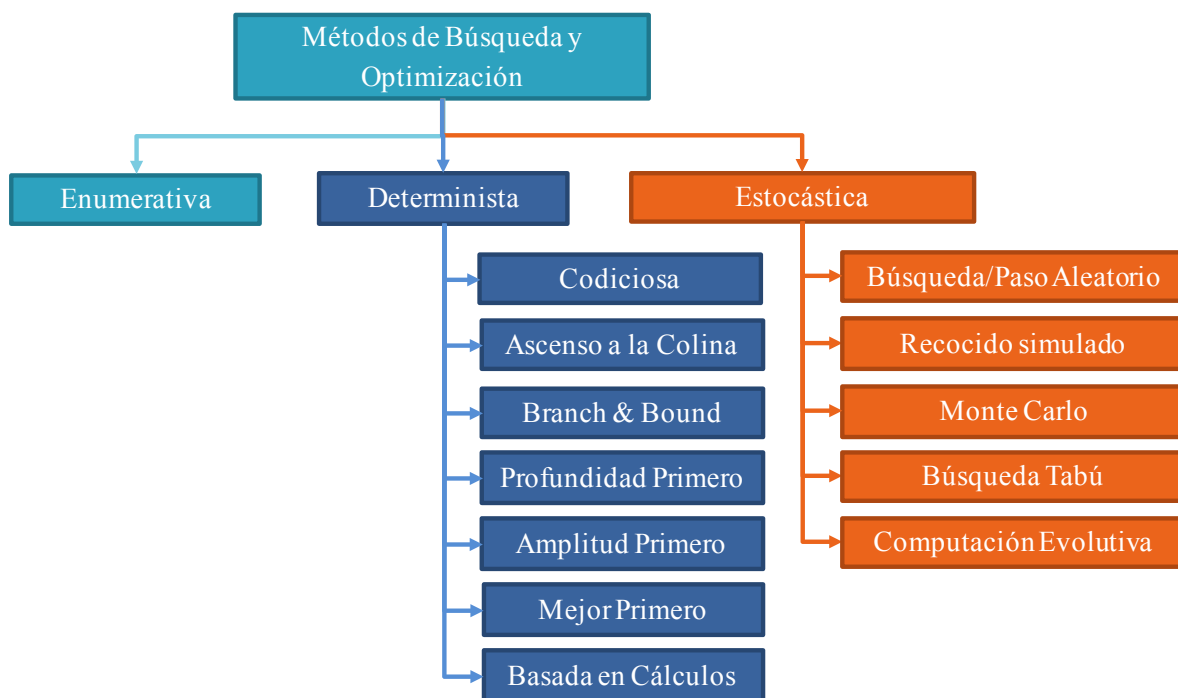 Métodos de Búsqueda y
Optimización
Enumerativa
Determinista
Estocástica
Codiciosa
Ascenso a la Colina
Branch & Bound
Profundidad Primero
Amplitud Primero
Mejor Primero
Basada en Cálculos
Búsqueda/Paso Aleatorio
Recocido simulado
Monte Carlo
Búsqueda Tabú
Computación Evolutiva